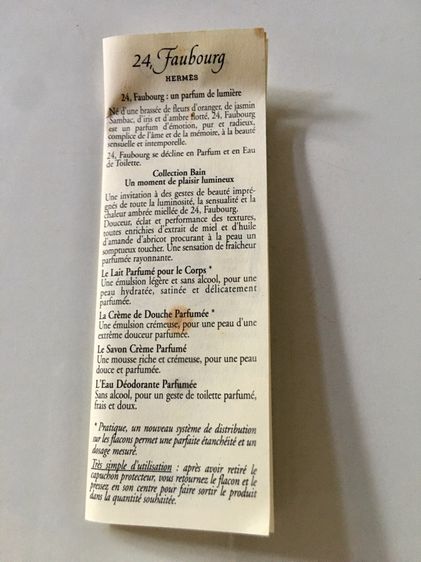 24, Faubourg
HERMÈS
24, Faubourg : un parfum de lumière
Né d'une brassée de fleurs d'oranger, de jasmin
Sambac, d'iris et d'ambre flotté, 24, Faubourg
est un parfum d'émotion, pur et radieux,
complice de l'âme et de la mémoire, à la beauté
sensuelle et intemporelle.
24, Faubourg se décline en Parfum et en Eau
de Toilette.
Collection Bain
Un moment de plaisir lumineux
Une invitation à des gestes de beauté impré-
gnés de toute la luminosité, la sensualité et la
chaleur ambrée miellée de 24, Faubourg.
Douceur, éclat et performance des textures,
toutes enrichies d'extrait de miel et d'huile
d'amande d'abricot procurant à la peau un
somptueux toucher. Une sensation de fraîcheur
parfumée rayonnante.
Le Lait Parfumé pour le Corps *
Une émulsion légère et sans alcool, pour une
peau hydratée, satinée et délicatement
parfumée.
La Crème de Douche Parfumée *
Une émulsion crémeuse, pour une peau d'une
extrême douceur parfumée.
Le Savon Crème Parfumé
Une mousse riche et crémeuse, pour une peau
douce et parfumée.
L'Eau Déodorante Parfumée
Sans alcool, pour un geste de toilette parfumé,
frais et doux.
* Pratique, un nouveau système de distribution
sur les flacons permet une parfaite étanchéité et un
dosage mesuré.
Très simple d'utilisation : après avoir retiré le
capuchon protecteur, vous retournez le flacon et le
pressez en son centre pour faire sortir le produit
dans la quantité souhaitée.